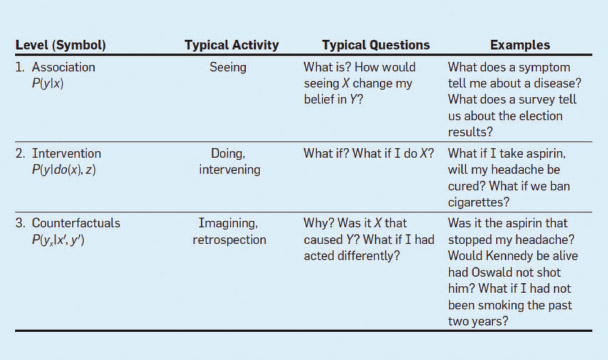 Level (Symbol) Typical Activity Typical Questions Examples
1. Association Seeing What is? How would What does a symptom
P(y|x) seeing X change my tell me about a disease?
belief in Y? What does a survey tell
us about the election
results?
2. Intervention Doing, What if? What if I do X? What if I take aspirin,
P(y|do(x), z) intervening will my headache be
cured? What if we ban
cigarettes?
3. Counterfactuals Imagining, Why? Was it X that Was it the aspirin that
P(yₓ|x′, y′) retrospection caused Y? What if I had stopped my headache?
acted differently? Would Kennedy be alive
had Oswald not shot
him? What if I had not
been smoking the past
two years?